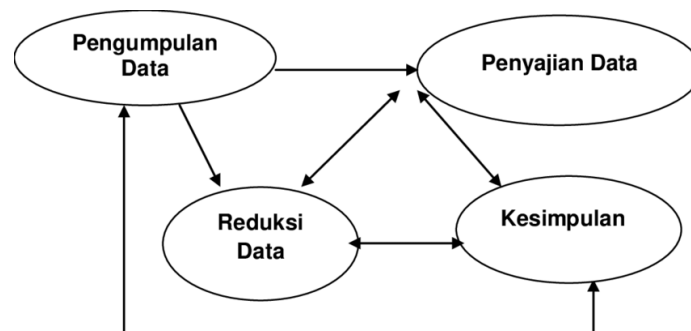 Pengumpulan
Data
Penyajian Data
Reduksi
Data
Kesimpulan